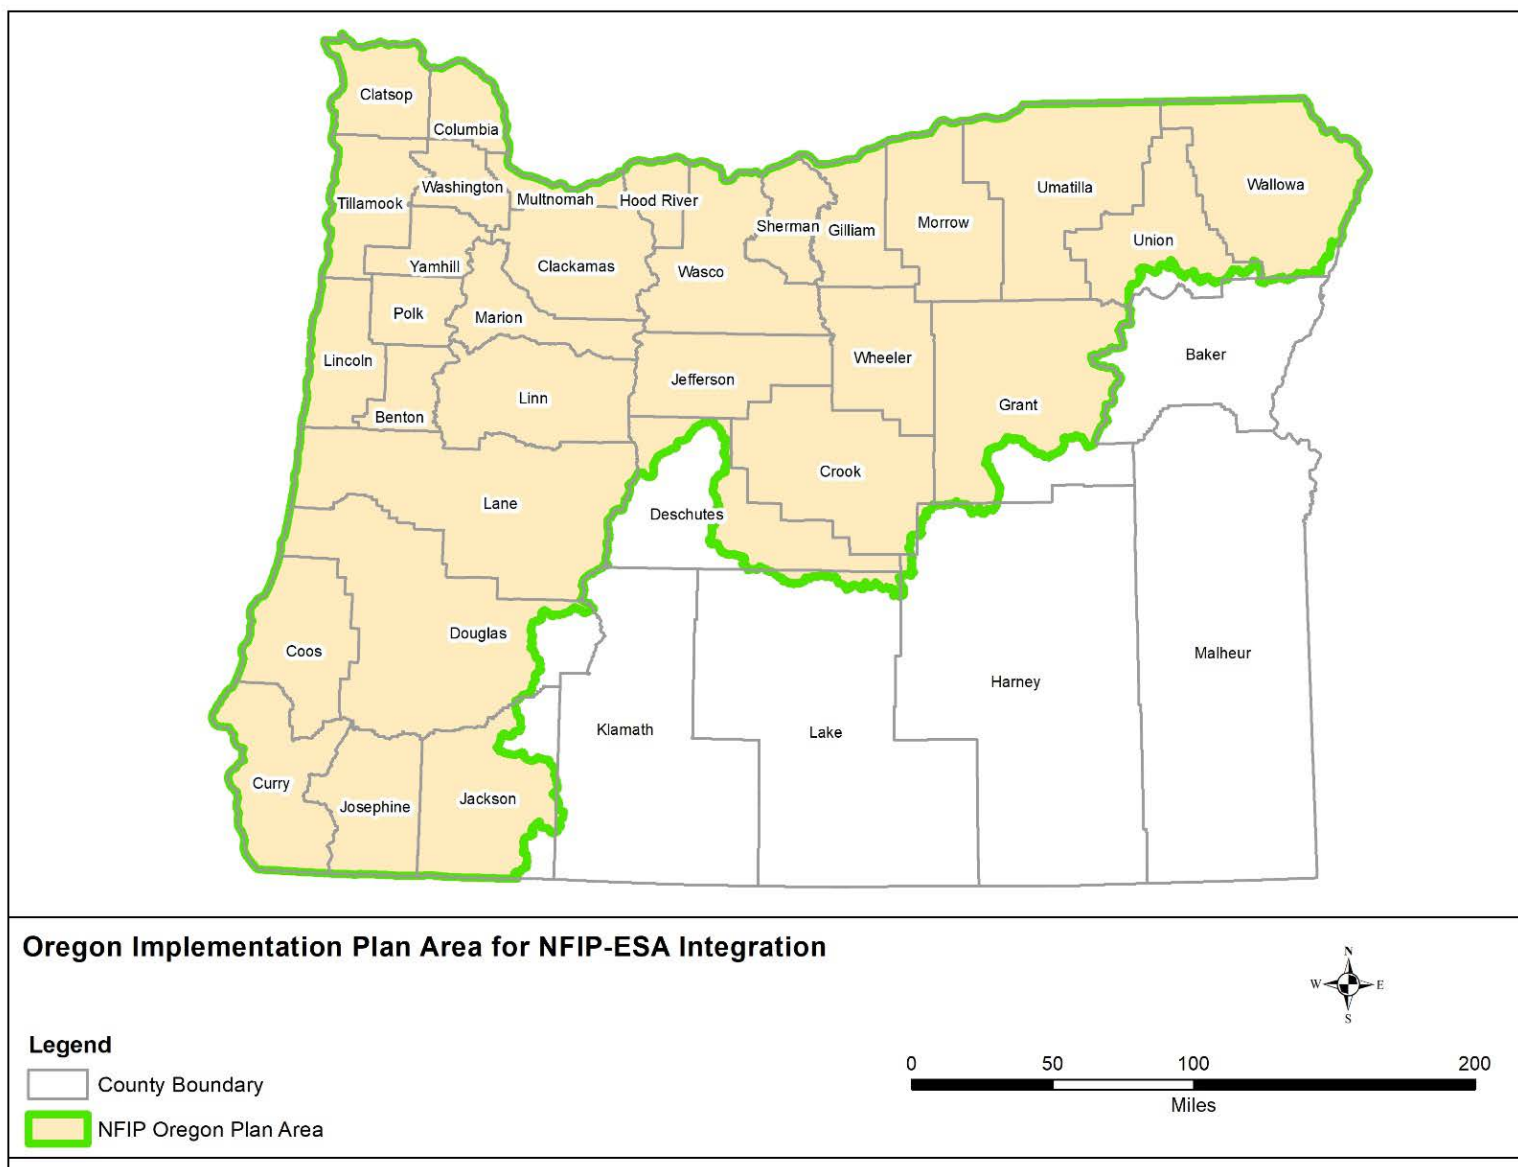 Clatsop
Columbia
Washington
Tillamook
Multnomah
Hood River
Umatilla
Wallowa
Sherman
Gilliam
Morrow
Union
Yamhill
Clackamas
Wasco
Polk
Marion
Lincoln
Wheeler
Baker
Jefferson
Linn
Benton
Grant
Crook
Lane
Deschutes
Douglas
Coos
Malheur
Harney
Klamath
Lake
Curry
Josephine
Jackson
Oregon Implementation Plan Area for NFIP-ESA Integration
N
W E
S
Legend
County Boundary
NFIP Oregon Plan Area
0 50 100 200
Miles